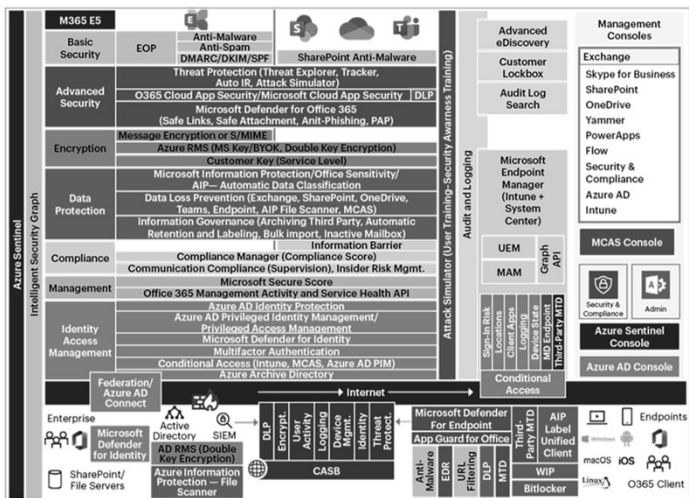 M365 E5
Basic
Security
EOP
Anti-Malware
Anti-Spam
DMARC/DKIM/SPF
SharePoint Anti-Malware
Advanced
Security
Threat Protection (Threat Explorer, Tracker,
Auto IR, Attack Simulator)
O365 Cloud App Security/Microsoft Cloud App Security
DLP
Microsoft Defender for Office 365
(Safe Links, Safe Attachment, Anit-Phishing, PAP)
Encryption
Message Encryption or S/MIME
Azure RMS (MS Key/BYOK, Double Key Encryption)
Customer Key (Service Level)
Data
Protection
Microsoft Information Protection/Office Sensitivity/
AIP— Automatic Data Classification
Data Loss Prevention (Exchange, SharePoint, OneDrive,
Teams, Endpoint, AIP File Scanner, MCAS)
Information Governance (Archiving Third Party, Automatic
Retention and Labeling, Bulk import, Inactive Mailbox)
Compliance
Information Barrier
Compliance Manager (Compliance Score)
Communication Compliance (Supervision), Insider Risk Mgmt.
Management
Microsoft Secure Score
Office 365 Management Activity and Service Health API
Identity
Access
Management
Azure AD Identity Protection
Azure AD Privileged Identity Management/
Privileged Access Management
Microsoft Defender for Identity
Multifactor Authentication
Conditional Access (Intune, MCAS, Azure AD PIM)
Azure Archive Directory
Azure Sentinel
Intelligent Security Graph
Attack Simulator (User Training–Security Awarness Training)
Audit and Logging
Advanced
eDiscovery
Customer
Lockbox
Audit Log
Search
Microsoft
Endpoint
Manager
(Intune +
System
Center)
UEM
MAM
Graph
API
Sign-In Risk
Locations
Client Apps
Logging
Device State
MD Endpoint
Third-Party MTD
Conditional
Access
Management
Consoles
Exchange
Skype for Business
SharePoint
OneDrive
Yammer
PowerApps
Flow
Security &
Compliance
Azure AD
Intune
MCAS Console
Security &
Compliance
Admin
Azure Sentinel
Console
Azure AD Console
Federation/
Azure AD
Connect
Internet
Enterprise
Microsoft
Defender
for Identity
SharePoint/
File Servers
Active
Directory
SIEM
AD RMS (Double
Key Encryption)
Azure Information
Protection — File
Scanner
DLP
Encrypt.
User
Activity
Logging
Device
Mgmt.
Identity
Threat
Protect.
CASB
Microsoft Defender
For Endpoint
App Guard for Office
Anti-
Malware
EDR
URL
Filtering
DLP
MTD
Third-
Party MTD
AIP
Label
Unified
Client
WIP
Bitlocker
Endpoints
Windows
macOS
iOS
Linux
O365 Client